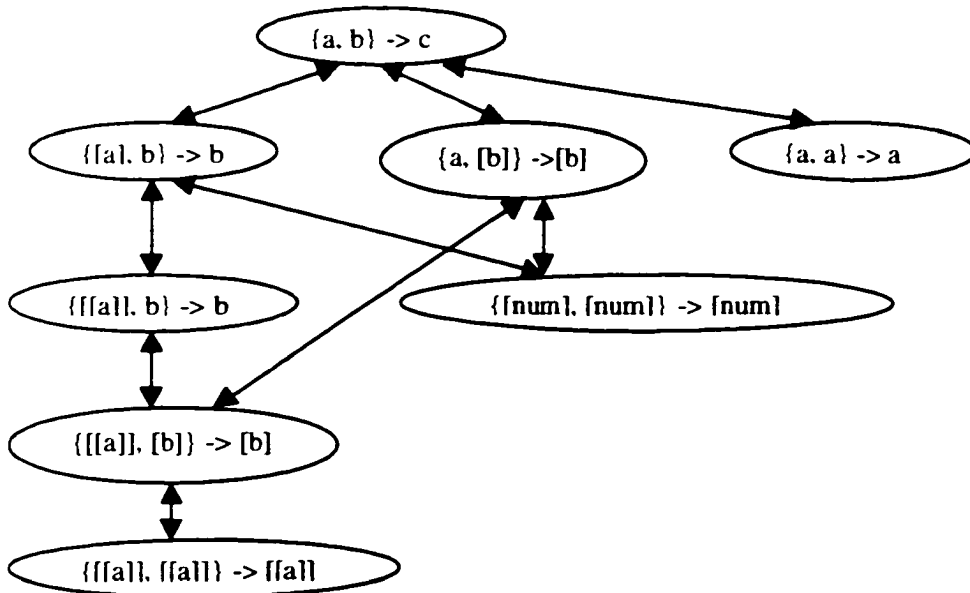 {a, b} -> c
{[a], b} -> b
{a, [b]} ->[b]
{a, a} -> a
{[[a]], b} -> b
{[num], [num]} -> [num]
{[[a]], [b]} -> [b]
{[[a]], [[a]]} -> [[a]]